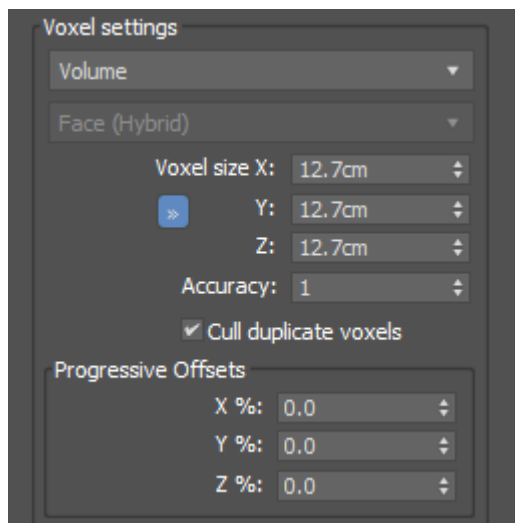 Voxel settings
Volume
Face (Hybrid)
Voxel size X: 12.7cm
» Y: 12.7cm
Z: 12.7cm
Accuracy: 1
Cull duplicate voxels
Progressive Offsets
X %: 0.0
Y %: 0.0
Z %: 0.0